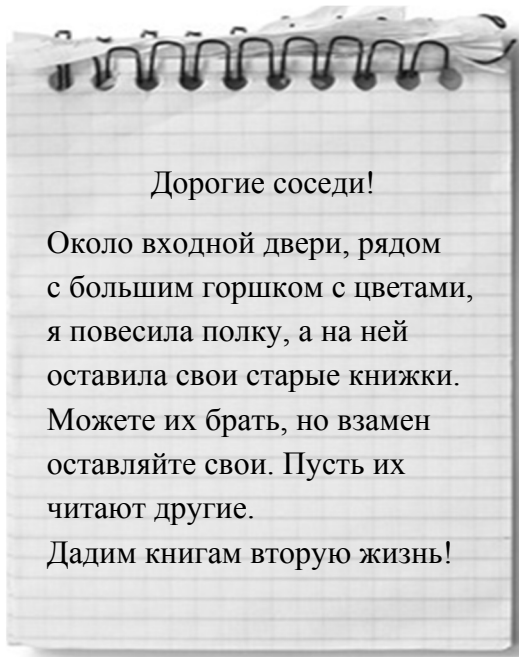 Дорогие соседи!
Около входной двери, рядом
с большим горшком с цветами,
я повесила полку, а на ней
оставила свои старые книжки.
Можете их брать, но взамен
оставляйте свои. Пусть их
читают другие.
Дадим книгам вторую жизнь!